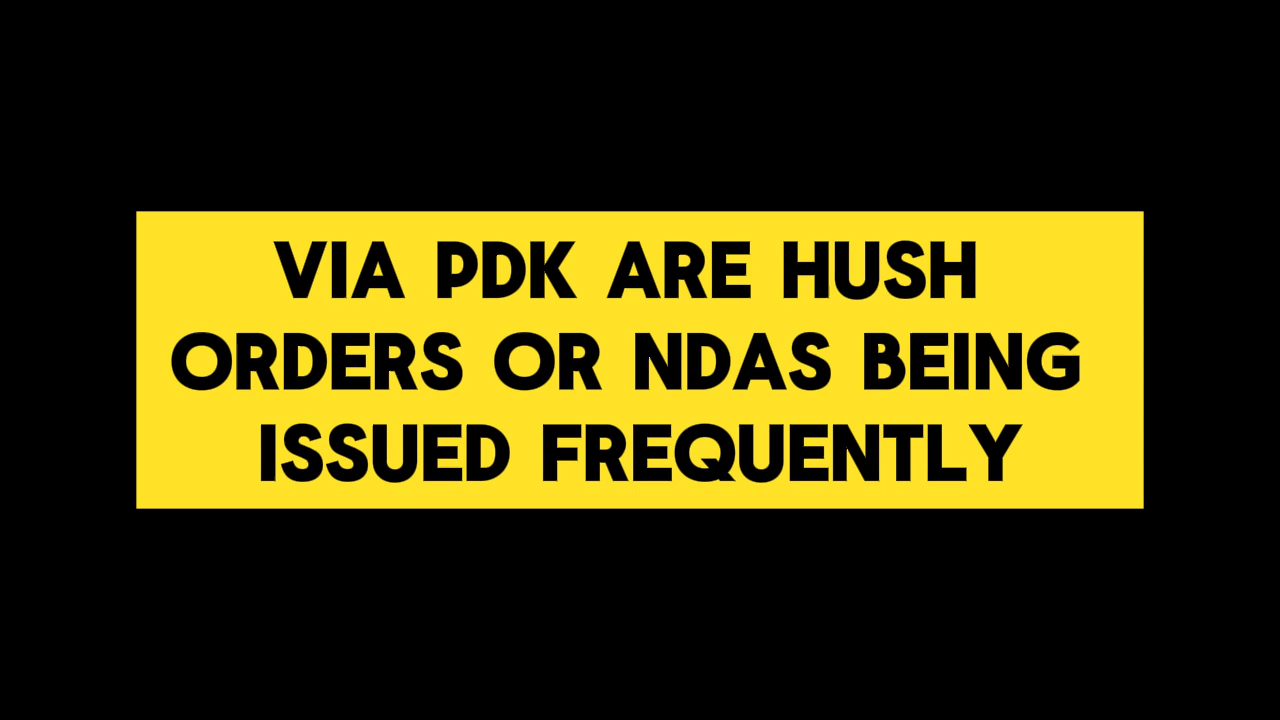 VIA PDK ARE HUSH
ORDERS OR NDAS BEING
ISSUED FREQUENTLY